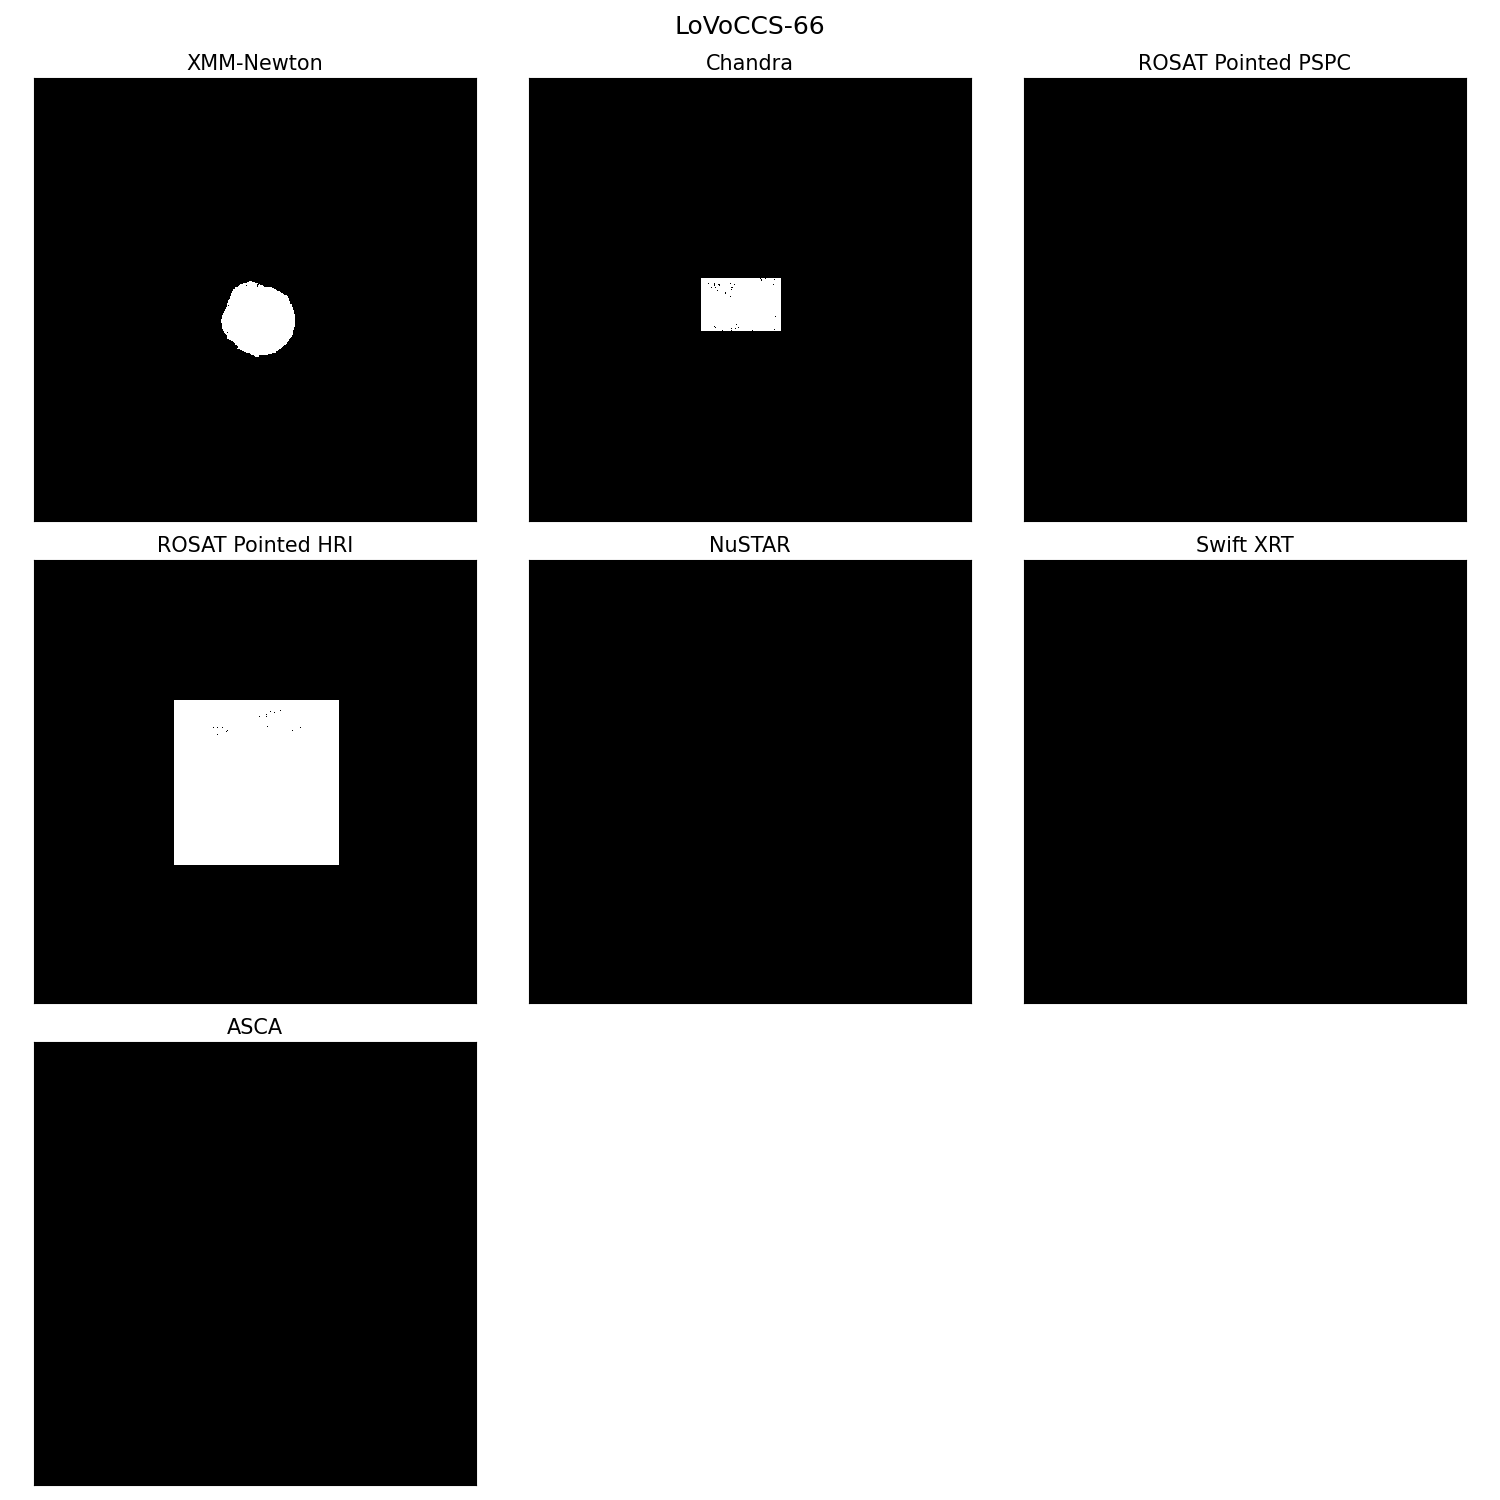 LoVoCCS-66
XMM-Newton
Chandra
ROSAT Pointed PSPC
ROSAT Pointed HRI
NuSTAR
Swift XRT
ASCA